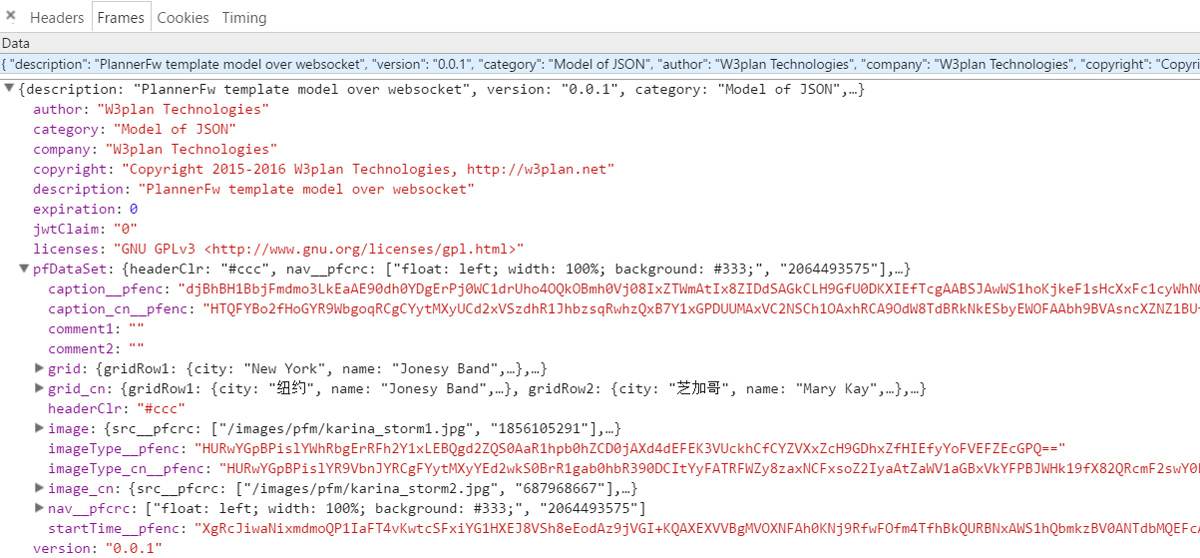 Headers Frames Cookies Timing
Data
{ "description": "PlannerFw template model over websocket", "version": "0.0.1", "category": "Model of JSON", "author": "W3plan Technologies", "company": "W3plan Technologies", "copyright": "Copyri
{description: "PlannerFw template model over websocket", version: "0.0.1", category: "Model of JSON",…}
author: "W3plan Technologies"
category: "Model of JSON"
company: "W3plan Technologies"
copyright: "Copyright 2015-2016 W3plan Technologies, http://w3plan.net"
description: "PlannerFw template model over websocket"
expiration: 0
jwtClaim: "0"
licenses: "GNU GPLv3 <http://www.gnu.org/licenses/gpl.html>"
pfDataSet: {headerClr: "#ccc", nav__pfcrc: ["float: left; width: 100%; background: #333;", "2064493575"],…}
caption__pfenc:
caption_cn__pfenc:
comment1: ""
comment2: ""
grid: {gridRow1: {city: "New York", name: "Jonesy Band",…},…}
grid_cn: {gridRow1: {city: "纽约", name: "Jonesy Band",…}, gridRow2: {city: "芝加哥", name: "Mary Kay",…},…}
headerClr: "#ccc"
image: {src__pfcrc: ["/images/pfm/karina_storm1.jpg", "1856105291"],…}
imageType__pfenc:
imageType_cn__pfenc:
image_cn: {src__pfcrc: ["/images/pfm/karina_storm2.jpg", "687968667"],…}
nav__pfcrc: ["float: left; width: 100%; background: #333;", "2064493575"]
startTime__pfenc:
version: "0.0.1"